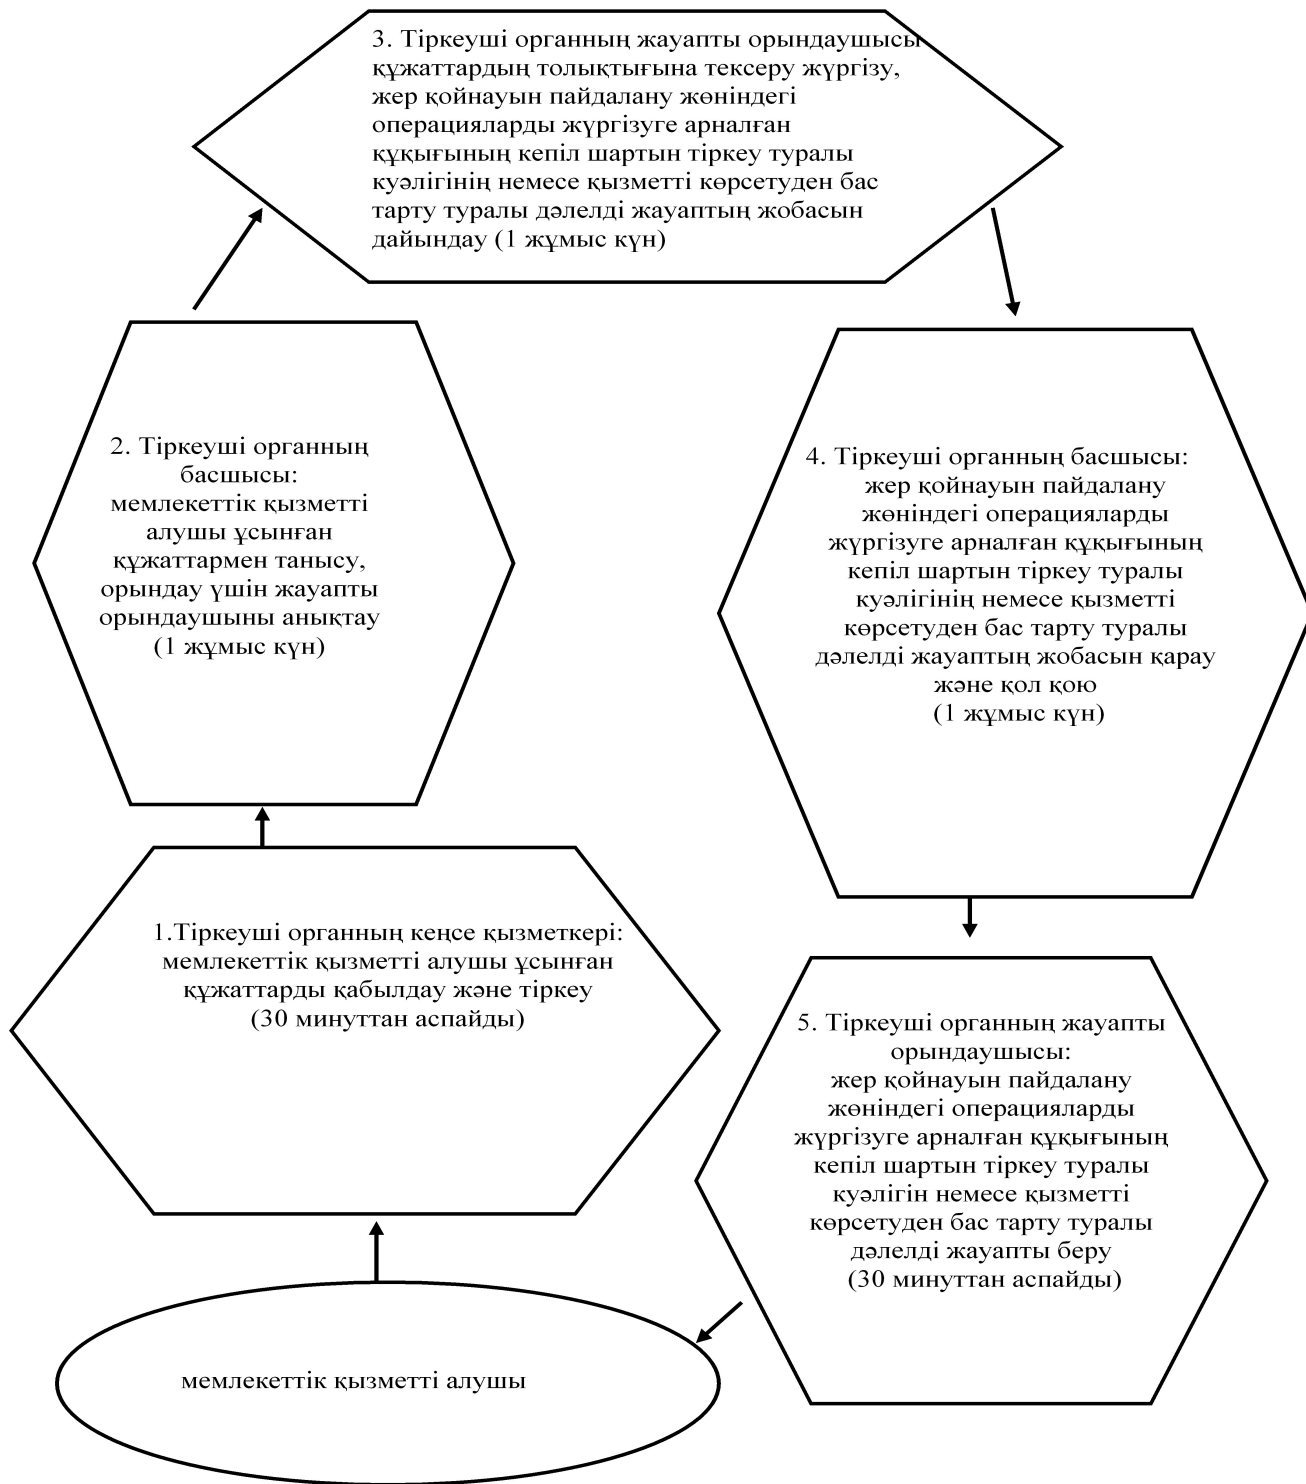 3. Тіркеуші органның жауапты орындаушысы
құжаттардың толықтығына тексеру жүргізу,
жер қойнауын пайдалану жөніндегі
операцияларды жүргізуге арналған
құқығының кепіл шартын тіркеу туралы
куәлігінің немесе қызметті көрсетуден бас
тарту туралы дәлелді жауаптың жобасын
дайындау (1 жұмыс күн)
2. Тіркеуші органның
басшысы:
мемлекеттік қызметті
алушы ұсынған
құжаттармен танысу,
орындау үшін жауапты
орындаушыны анықтау
(1 жұмыс күн)
4. Тіркеуші органның басшысы:
жер қойнауын пайдалану
жөніндегі операцияларды
жүргізуге арналған құқығының
кепіл шартын тіркеу туралы
куәлігінің немесе қызметті
көрсетуден бас тарту туралы
дәлелді жауаптың жобасын қарау
және қол қою
(1 жұмыс күн)
1.Тіркеуші органның кеңсе қызметкері:
мемлекеттік қызметті алушы ұсынған
құжаттарды қабылдау және тіркеу
(30 минуттан аспайды)
5. Тіркеуші органның жауапты
орындаушысы:
жер қойнауын пайдалану
жөніндегі операцияларды
жүргізуге арналған құқығының
кепіл шартын тіркеу туралы
куәлігін немесе қызметті
көрсетуден бас тарту туралы
дәлелді жауапты беру
(30 минуттан аспайды)
мемлекеттік қызметті алушы